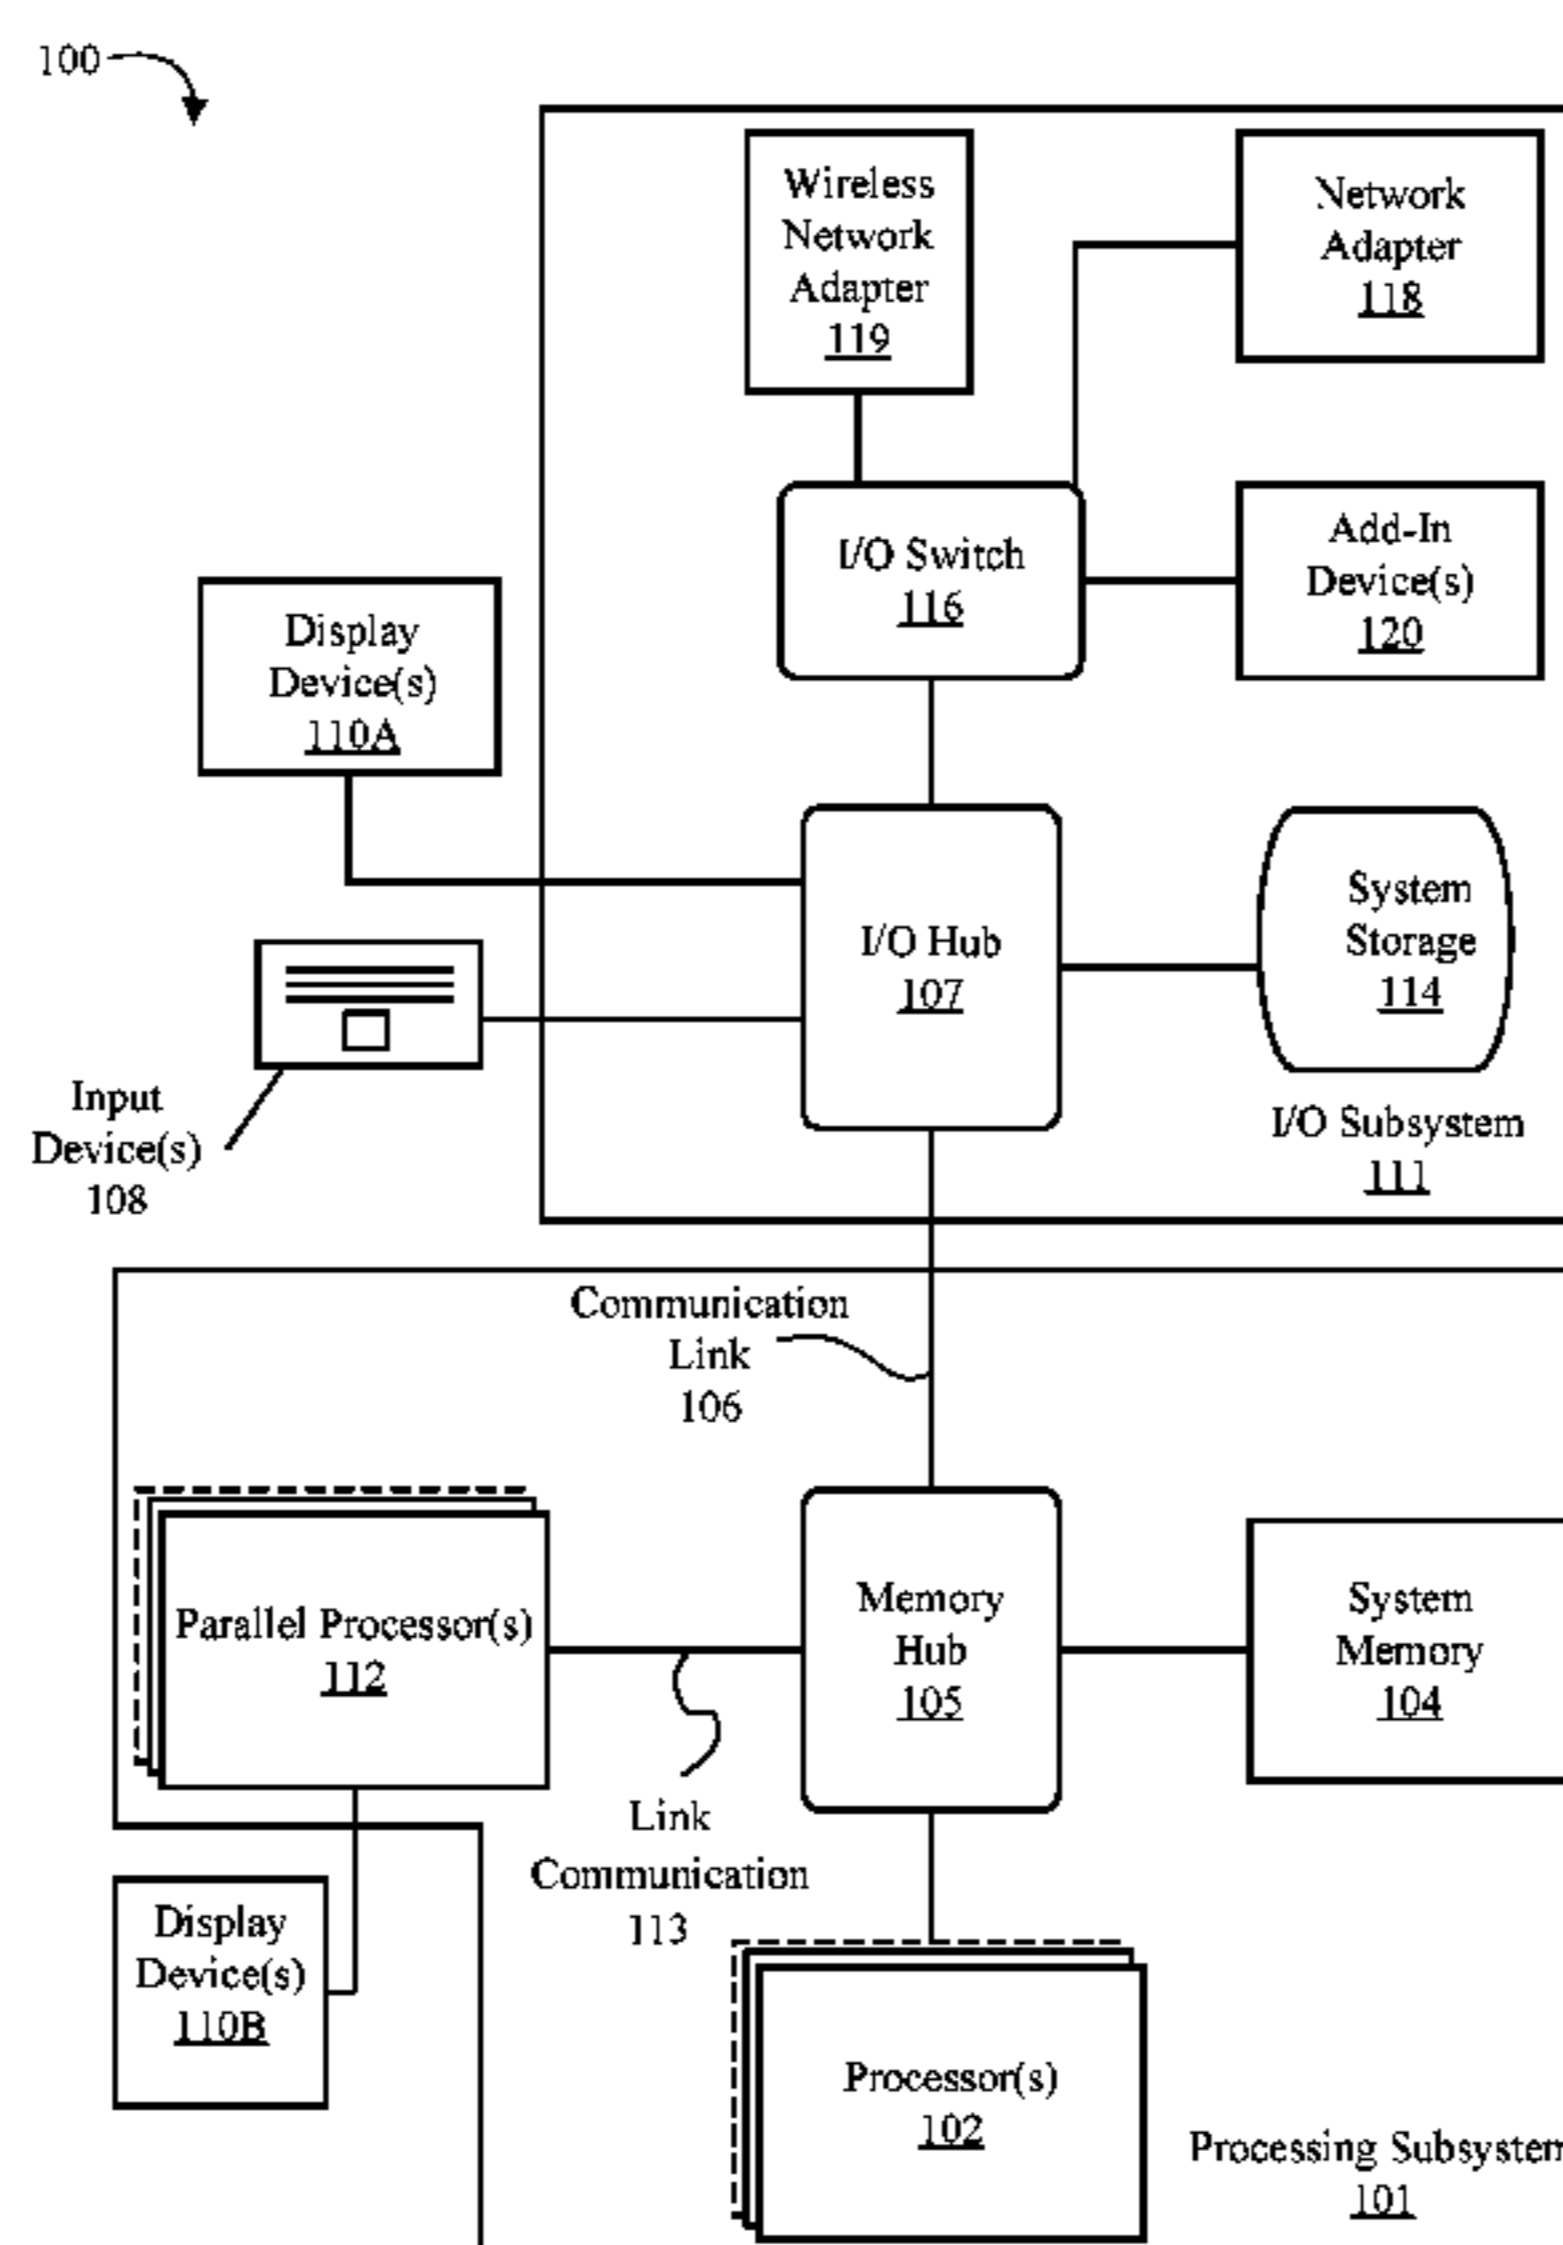 100
Wireless
Network
Adapter
119
Network
Adapter
118
I/O Switch
116
Add-In
Device(s)
120
Display
Device(s)
110A
I/O Hub
107
System
Storage
114
Input
Device(s)
108
I/O Subsystem
111
Communication
Link
106
Parallel Processor(s)
112
Memory
Hub
105
System
Memory
104
Link
Communication
113
Display
Device(s)
110B
Processor(s)
102
Processing Subsystem
101